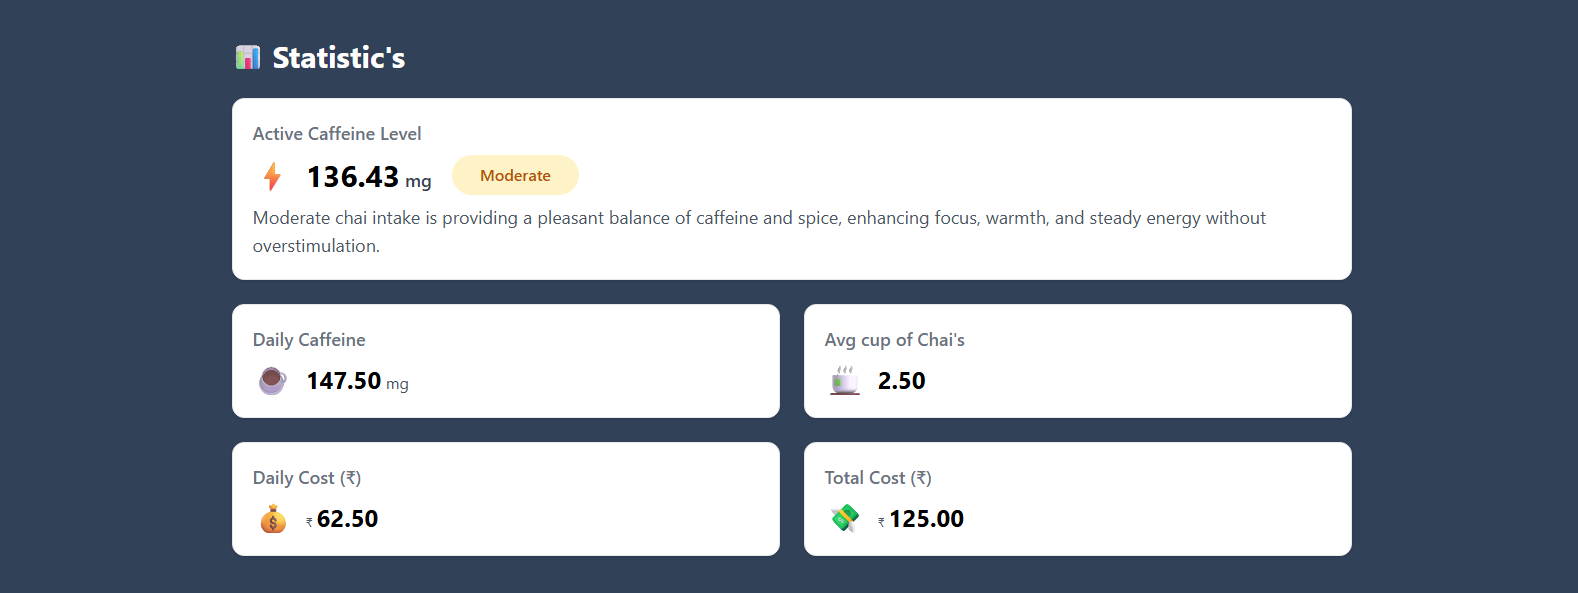 Statistic's
Active Caffeine Level
136.43 mg Moderate
Moderate chai intake is providing a pleasant balance of caffeine and spice, enhancing focus, warmth, and steady energy without
overstimulation.
Daily Caffeine
147.50 mg
Avg cup of Chai's
2.50
Daily Cost (₹)
₹ 62.50
Total Cost (₹)
₹ 125.00